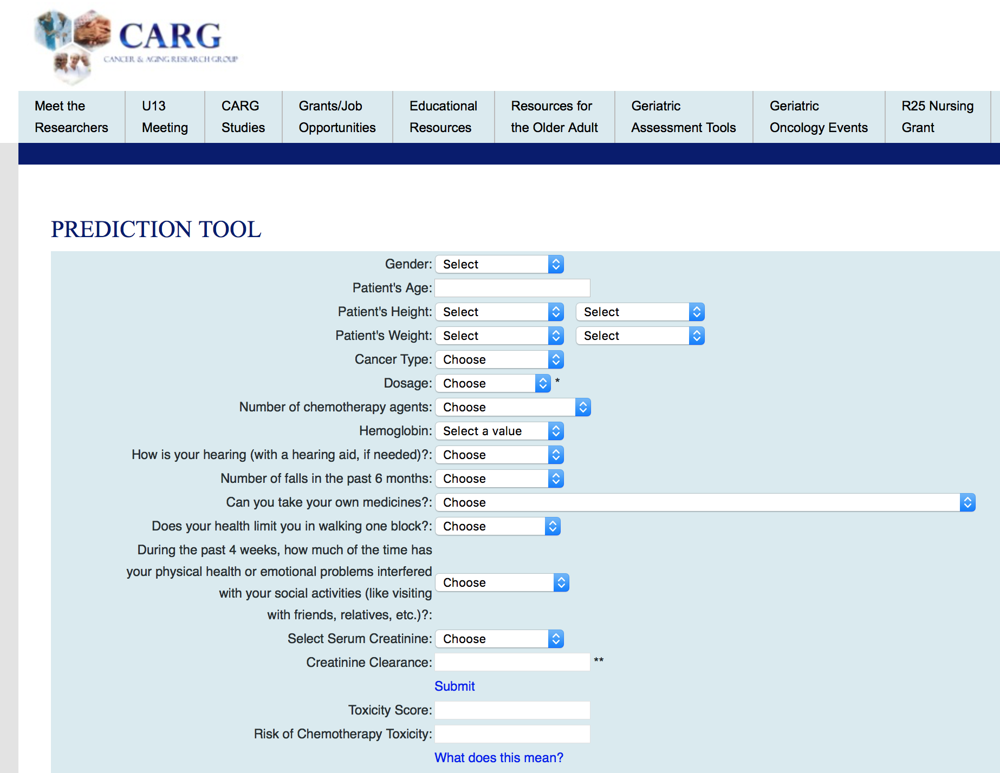 CARG
CANCER & AGING RESEARCH GROUP
Meet the
Researchers
U13
Meeting
CARG
Studies
Grants/Job
Opportunities
Educational
Resources
Resources for
the Older Adult
Geriatric
Assessment Tools
Geriatric
Oncology Events
R25 Nursing
Grant
PREDICTION TOOL
Gender: Select
Patient's Age:
Patient's Height: Select Select
Patient's Weight: Select Select
Cancer Type: Choose
Dosage: Choose *
Number of chemotherapy agents: Choose
Hemoglobin: Select a value
How is your hearing (with a hearing aid, if needed)?: Choose
Number of falls in the past 6 months: Choose
Can you take your own medicines?: Choose
Does your health limit you in walking one block?: Choose
During the past 4 weeks, how much of the time has
your physical health or emotional problems interfered
with your social activities (like visiting
with friends, relatives, etc.)?:
Choose
Select Serum Creatinine: Choose
Creatinine Clearance: **
Submit
Toxicity Score:
Risk of Chemotherapy Toxicity:
What does this mean?